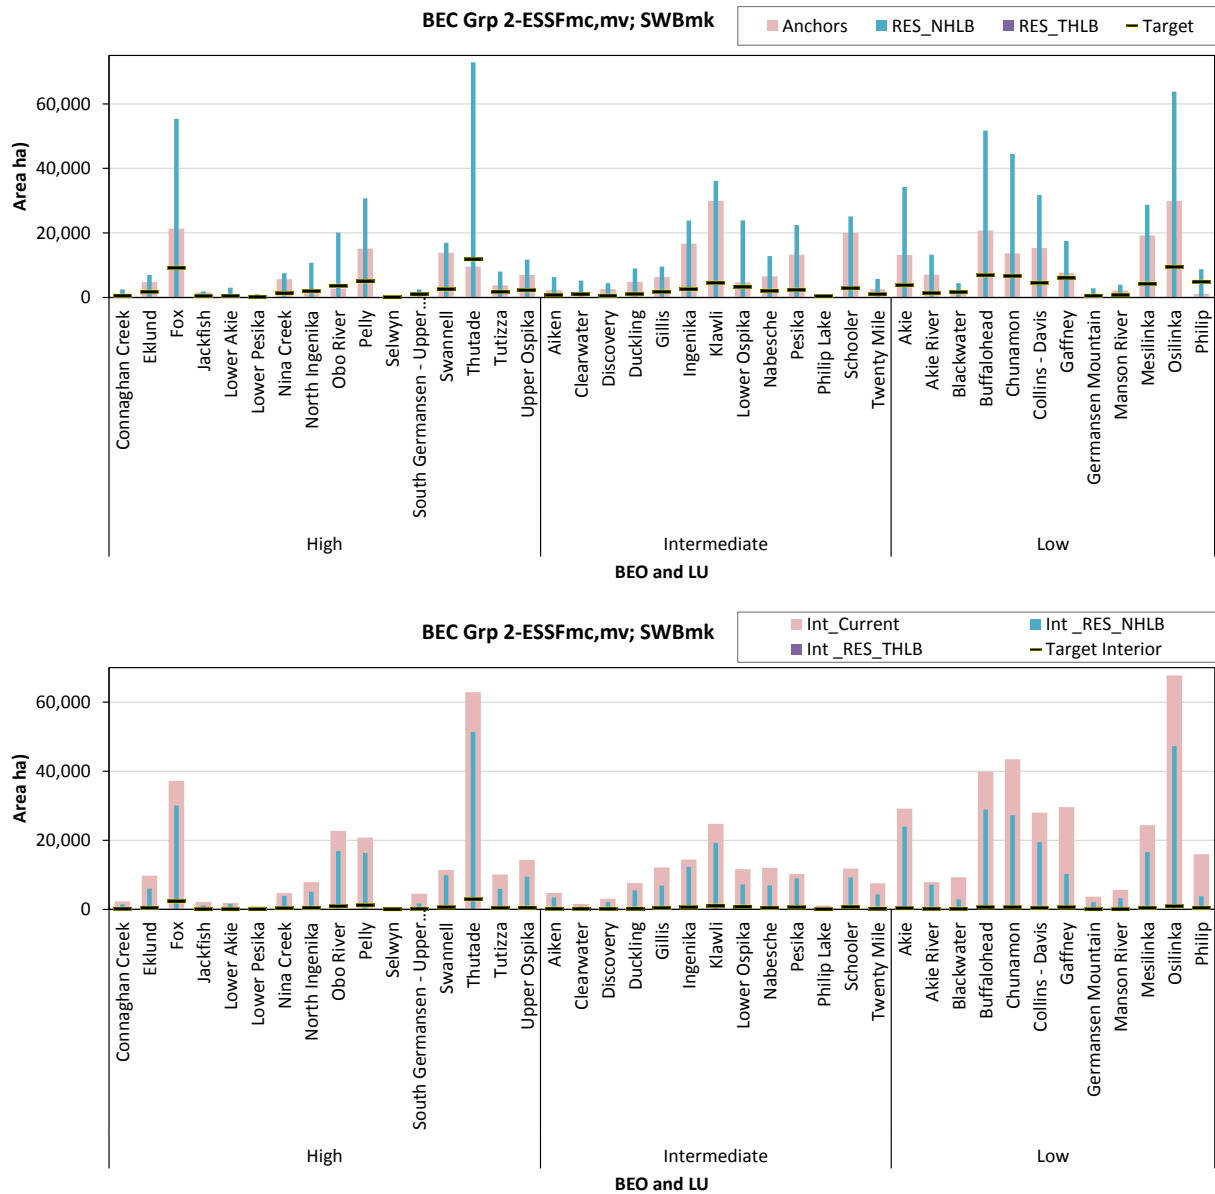 BEC Grp 2-ESSFmc,mv; SWBmk
Anchors RES_NHLB RES_THLB Target
60,000
40,000
20,000
0
Area ha)
Connaghan Creek
Eklund
Fox
Jackfish
Lower Akie
Lower Pesika
Nina Creek
North Ingenika
Obo River
Pelly
Selwyn
South Germansen - Upper...
Swannell
Thutade
Tutizza
Upper Ospika
Aiken
Clearwater
Discovery
Duckling
Gillis
Ingenika
Klawli
Lower Ospika
Nabesche
Pesika
Philip Lake
Schooler
Twenty Mile
Akie
Akie River
Blackwater
Buffalohead
Chunamon
Collins - Davis
Gaffney
Germansen Mountain
Manson River
Mesilinka
Osilinka
Philip
High Intermediate Low
BEO and LU
BEC Grp 2-ESSFmc,mv; SWBmk
Int_Current Int _RES_NHLB
Int _RES_THLB Target Interior
60,000
40,000
20,000
0
Area ha)
Connaghan Creek
Eklund
Fox
Jackfish
Lower Akie
Lower Pesika
Nina Creek
North Ingenika
Obo River
Pelly
Selwyn
South Germansen - Upper...
Swannell
Thutade
Tutizza
Upper Ospika
Aiken
Clearwater
Discovery
Duckling
Gillis
Ingenika
Klawli
Lower Ospika
Nabesche
Pesika
Philip Lake
Schooler
Twenty Mile
Akie
Akie River
Blackwater
Buffalohead
Chunamon
Collins - Davis
Gaffney
Germansen Mountain
Manson River
Mesilinka
Osilinka
Philip
High Intermediate Low
BEO and LU